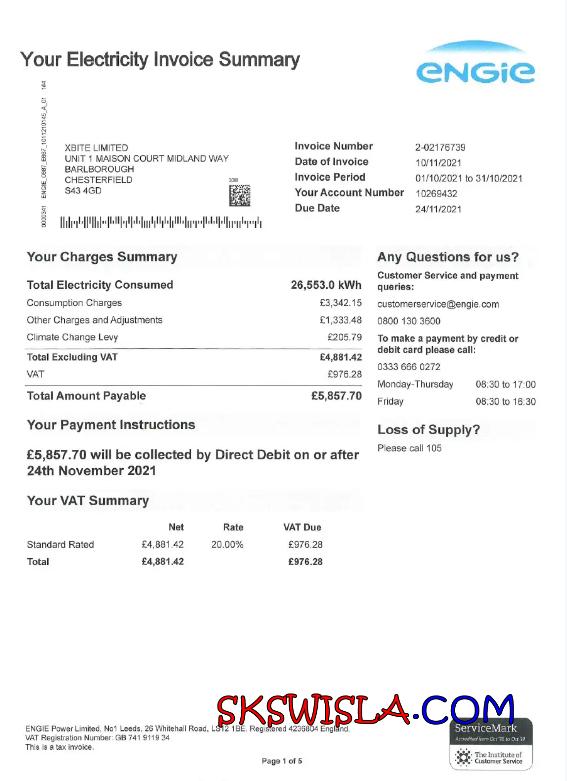 Your Electricity Invoice Summary
ENGIE
0000341 ENGIE_0887_E887_1011210145_A_01 1#4
XBITE LIMITED
UNIT 1 MAISON COURT MIDLAND WAY
BARLBOROUGH
CHESTERFIELD
S43 4GD
Invoice Number 2-02176739
Date of Invoice 10/11/2021
Invoice Period 01/10/2021 to 31/10/2021
Your Account Number 10269432
Due Date 24/11/2021
Your Charges Summary
Total Electricity Consumed 26,553.0 kWh
Consumption Charges £3,342.15
Other Charges and Adjustments £1,333.48
Climate Change Levy £205.79
Total Excluding VAT £4,881.42
VAT £976.28
Total Amount Payable £5,857.70
Any Questions for us?
Customer Service and payment
queries:
customerservice@engie.com
0800 130 3600
To make a payment by credit or
debit card please call:
0333 666 0272
Monday-Thursday 08:30 to 17:00
Friday 08:30 to 16:30
Loss of Supply?
Please call 105
Your Payment Instructions
£5,857.70 will be collected by Direct Debit on or after
24th November 2021
Your VAT Summary
Net Rate VAT Due
Standard Rated £4,881.42 20.00% £976.28
Total £4,881.42 £976.28
SKSWISLA.COM
ENGIE Power Limited, No1 Leeds, 26 Whitehall Road, LS12 1BE. Registered 4236804 England.
VAT Registration Number: GB 741 9119 34
This is a tax invoice.
Page 1 of 5
ServiceMark
The Institute of
Customer Service